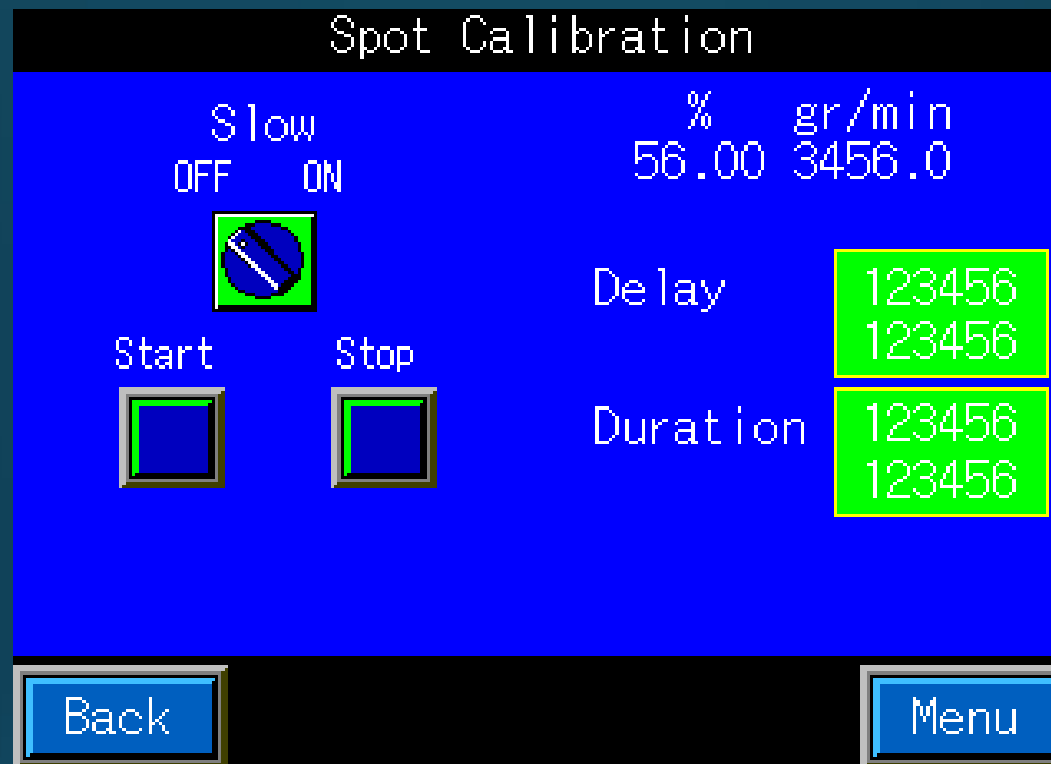 Spot Calibration
Slow
OFF ON
Start Stop
% gr/min
56.00 3456.0
Delay
123456
123456
Duration
123456
123456
Back Menu